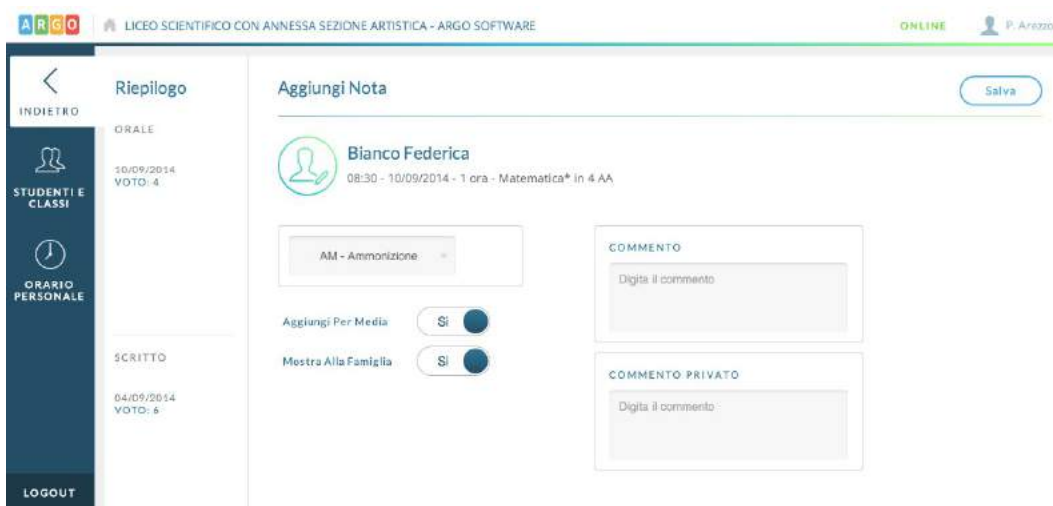 ARGO
LICEO SCIENTIFICO CON ANNESSA SEZIONE ARTISTICA - ARGO SOFTWARE
ONLINE
P. Arezzo
INDIETRO
STUDENTI E
CLASSI
ORARIO
PERSONALE
LOGOUT
Riepilogo
ORALE
10/09/2014
VOTO: 4
SCRITTO
04/09/2014
VOTO: 6
Aggiungi Nota
Salva
Bianco Federica
08:30 - 10/09/2014 - 1 ora - Matematica* in 4 AA
AM - Ammonizione
Aggiungi Per Media
Si
Mostra Alla Famiglia
Si
COMMENTO
Digita il commento
COMMENTO PRIVATO
Digita il commento